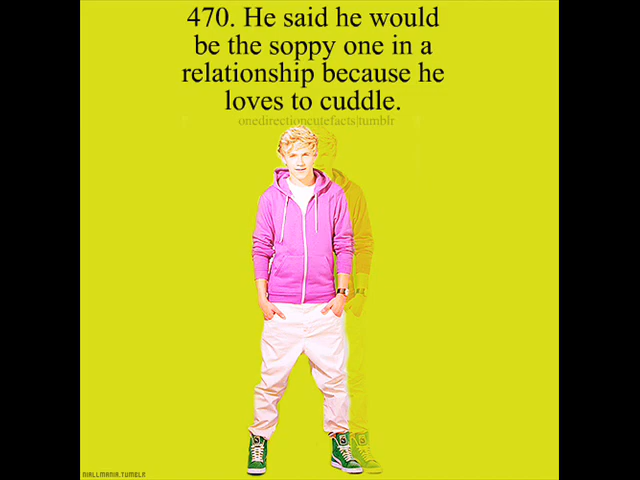 470. He said he would
be the soppy one in a
relationship because he
loves to cuddle.
onedirectioncutefacts|tumblr
NIALLMANIA.TUMBLR